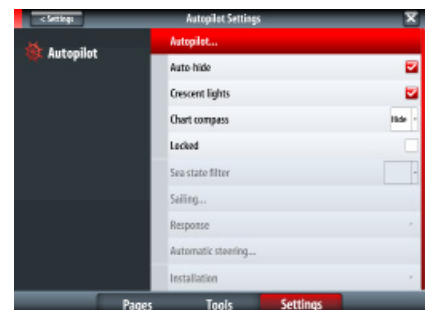 < Settings
Autopilot Settings
Autopilot
Autopilot...
Auto-hide
Crescent lights
Chart compass
Hide
Locked
Sea state filter
Sailing...
Response
Automatic steering...
Installation
Pages
Tools
Settings